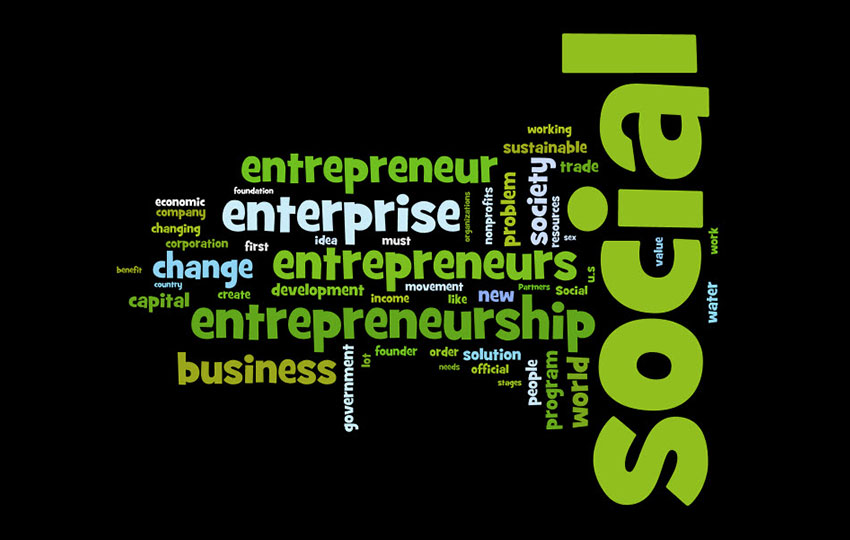 working
sustainable
entrepreneur
trade
foundation
economic
company
enterprise
organizations
nonprofits
problem
society
resources
social
changing
corporation
first
idea
must
sex
value
work
benefit
change
entrepreneurs
u.s
country
capital
create
development
movement
income
like
new
Partners
Social
water
entrepreneurship
business
government
lot
founder
order
solution
needs
official
stages
people
program
world